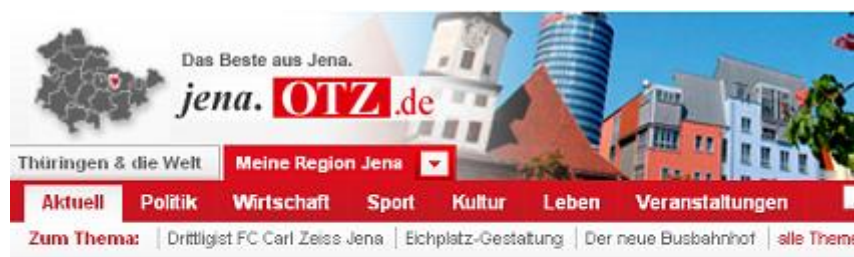 Das Beste aus Jena.
jena. OTZ .de
Thüringen & die Welt Meine Region Jena
Aktuell Politik Wirtschaft Sport Kultur Leben Veranstaltungen
Zum Thema: Drittligist FC Carl Zeiss Jena Eichplatz-Gestaltung Der neue Busbahnhof alle Theme